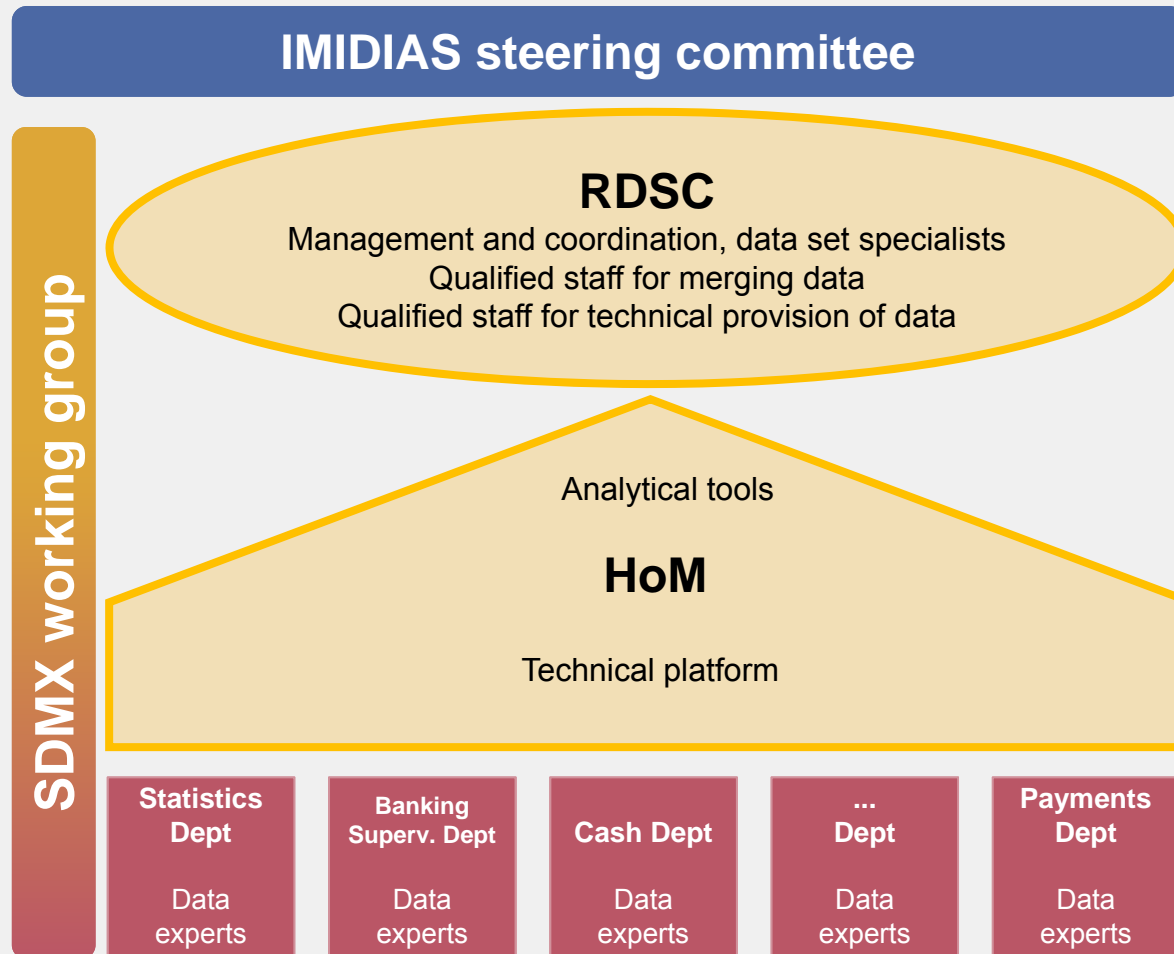 IMIDIAS steering committee
SDMX working group
RDSC
Management and coordination, data set specialists
Qualified staff for merging data
Qualified staff for technical provision of data
Analytical tools
HoM
Technical platform
Statistics
Dept
Data
experts
Banking
Superv. Dept
Data
experts
Cash Dept
Data
experts
...
Dept
Data
experts
Payments
Dept
Data
experts